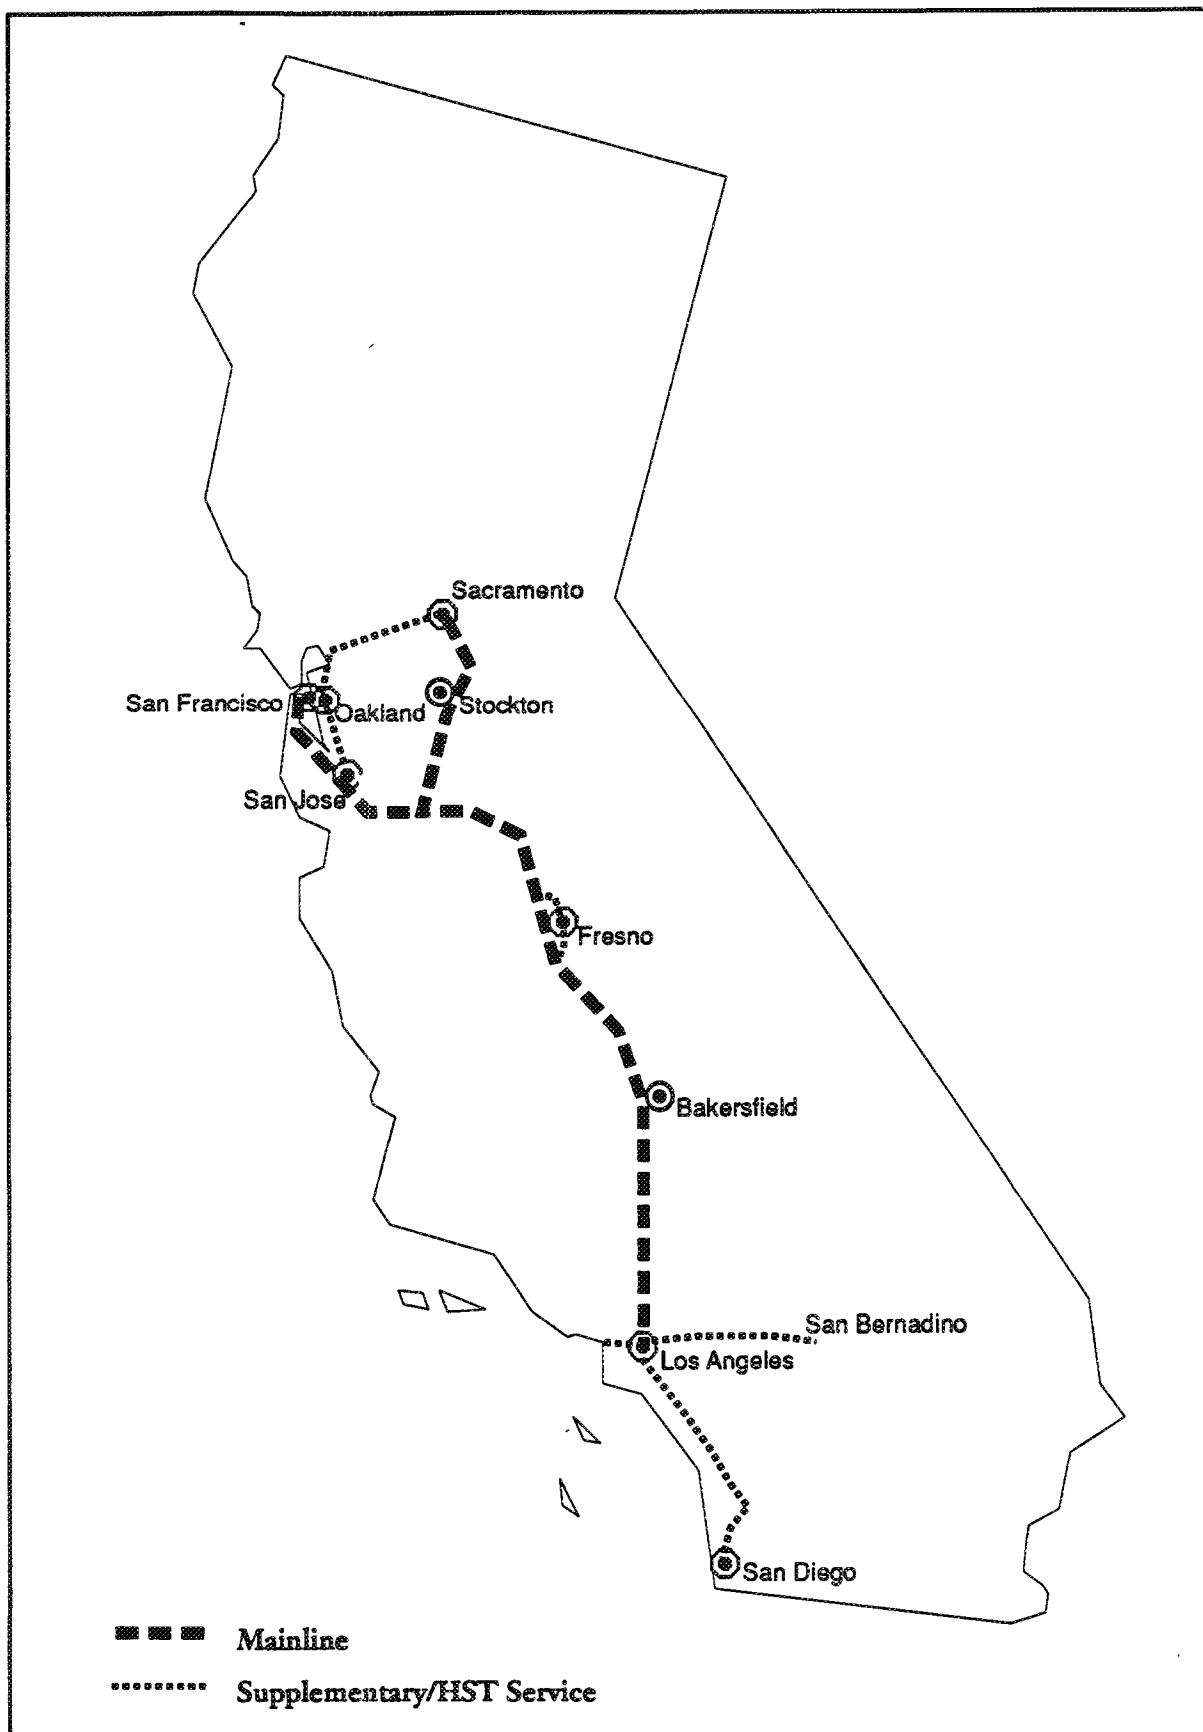 Sacramento
San Francisco
Oakland
Stockton
San Jose
Fresno
Bakersfield
San Bernadino
Los Angeles
San Diego
Mainline
Supplementary/HST Service